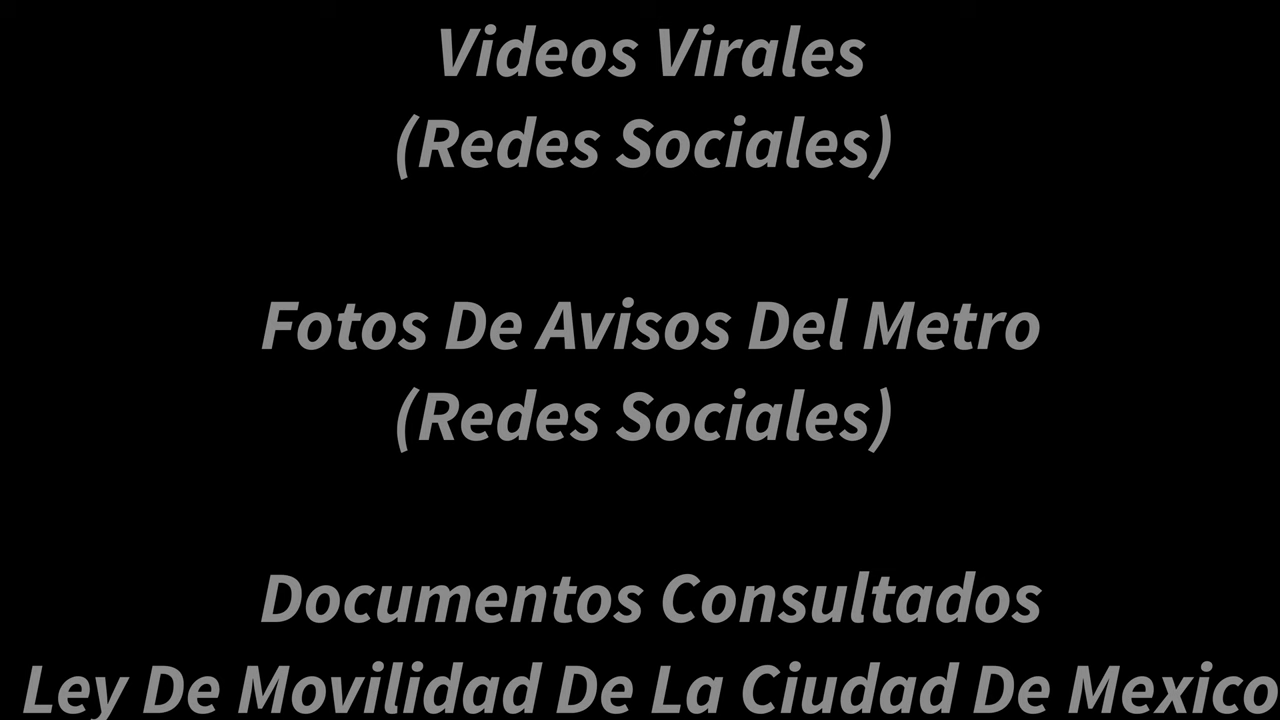 Videos Virales
(Redes Sociales)
Fotos De Avisos Del Metro
(Redes Sociales)
Documentos Consultados
Ley De Movilidad De La Ciudad De Mexico